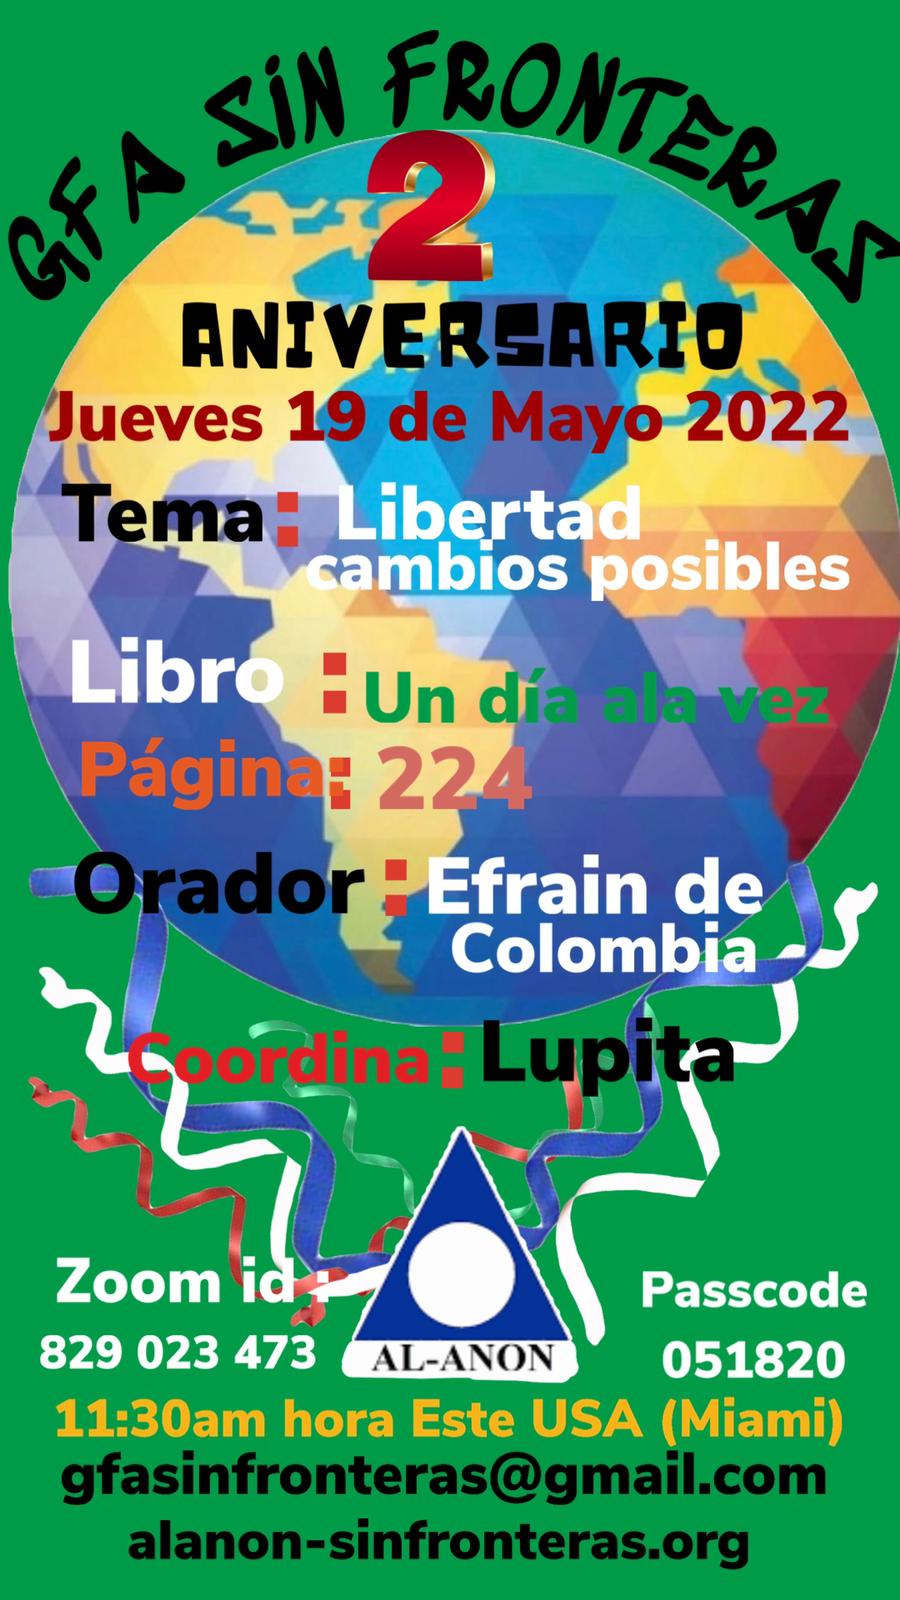 GFA SiN FRONTERAS
2
ANIVERSARIO
Jueves 19 de Mayo 2022
Tema: Libertad
cambios posibles
Libro : Un día ala vez
Página: 224
Orador : Efrain de
Colombia
Coordina: Lupita
Zoom id :
829 023 473
Passcode
051820
AL-ANON
11:30am hora Este USA (Miami)
gfasinfronteras@gmail.com
alanon-sinfronteras.org